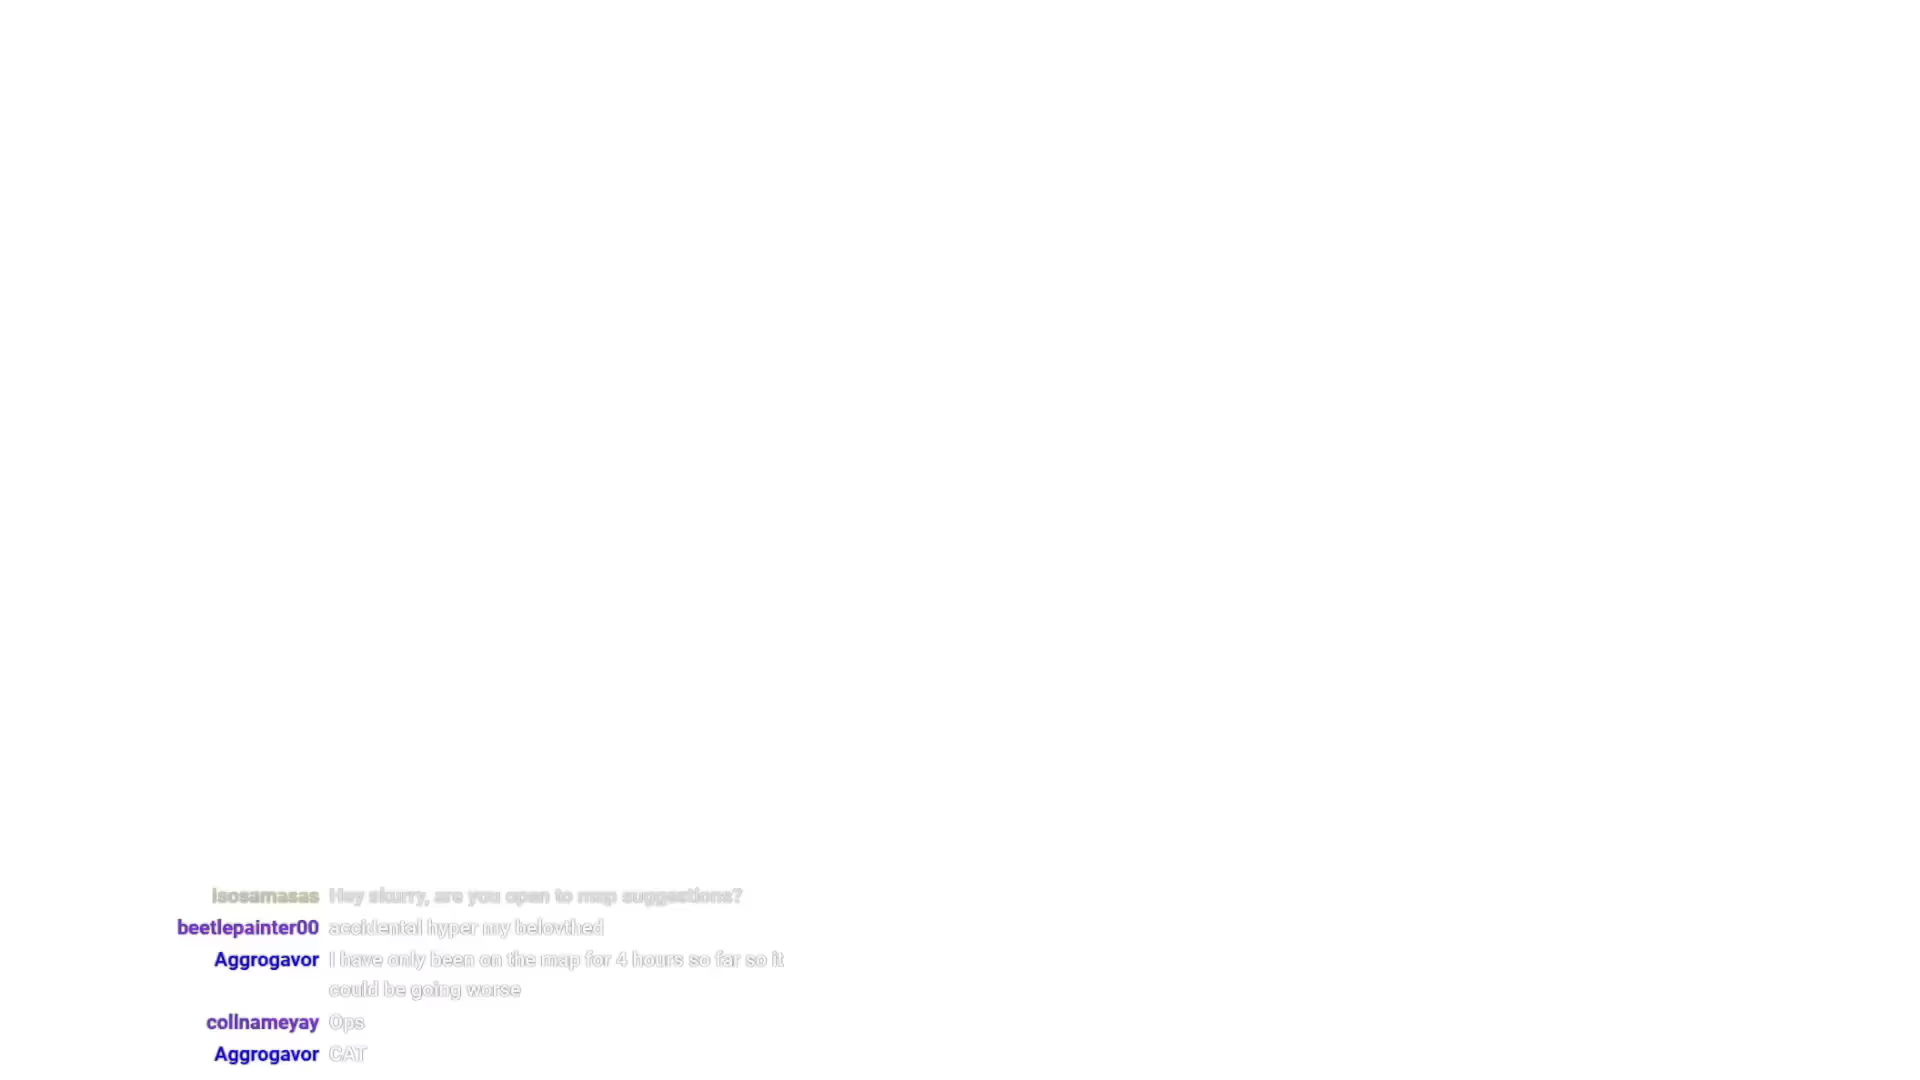 isosamasas Hey skurry, are you open to map suggestions?
beetlepainter00 accidental hyper my belovthed
Aggrogavor I have only been on the map for 4 hours so far so it
could be going worse
collnameyay Ops
Aggrogavor CAT